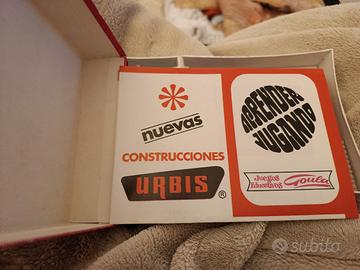 nuevas
CONSTRUCCIONES
URBIS ®
APRENDER
JUGANDO
Juegos
Educativos Goula
subito